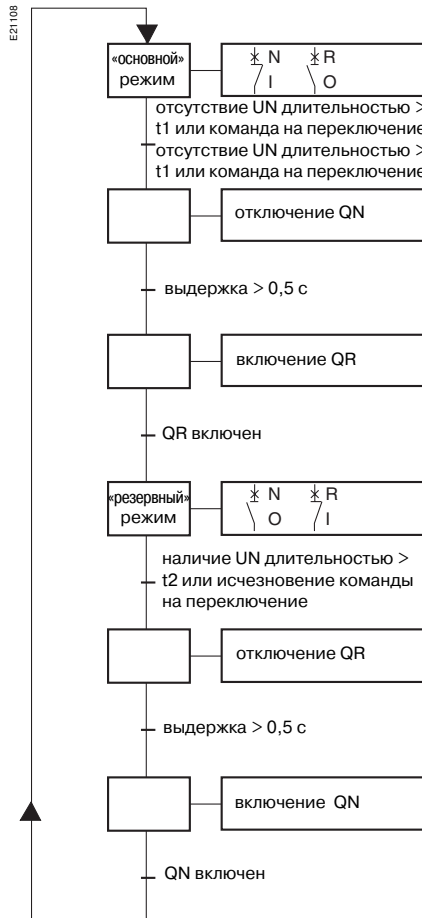 E21108
«основной»
режим
N R
I O
отсутствие UN длительностью >
t1 или команда на переключение
отсутствие UN длительностью >
t1 или команда на переключение
отключение QN
выдержка > 0,5 с
включение QR
QR включен
«резервный»
режим
N R
O I
наличие UN длительностью >
t2 или исчезновение команды
на переключение
отключение QR
выдержка > 0,5 с
включение QN
QN включен